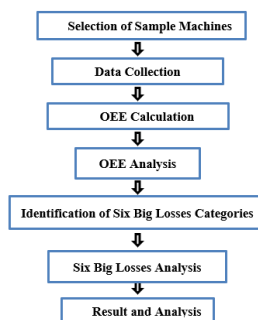 Selection of Sample Machines
Data Collection
OEE Calculation
OEE Analysis
Identification of Six Big Losses Categories
Six Big Losses Analysis
Result and Analysis